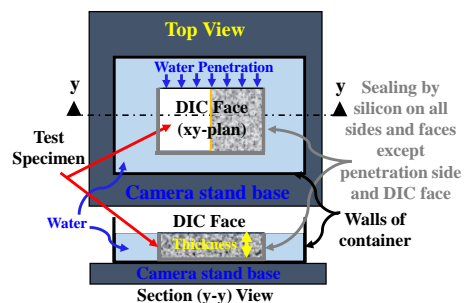 Top View
Water Penetration
y
y
DIC Face
(xy-plan)
Sealing by
silicon on all
sides and faces
except
penetration side
and DIC face
Test
Specimen
Camera stand base
Water
DIC Face
Walls of
container
Thickness
Camera stand base
Section (y-y) View